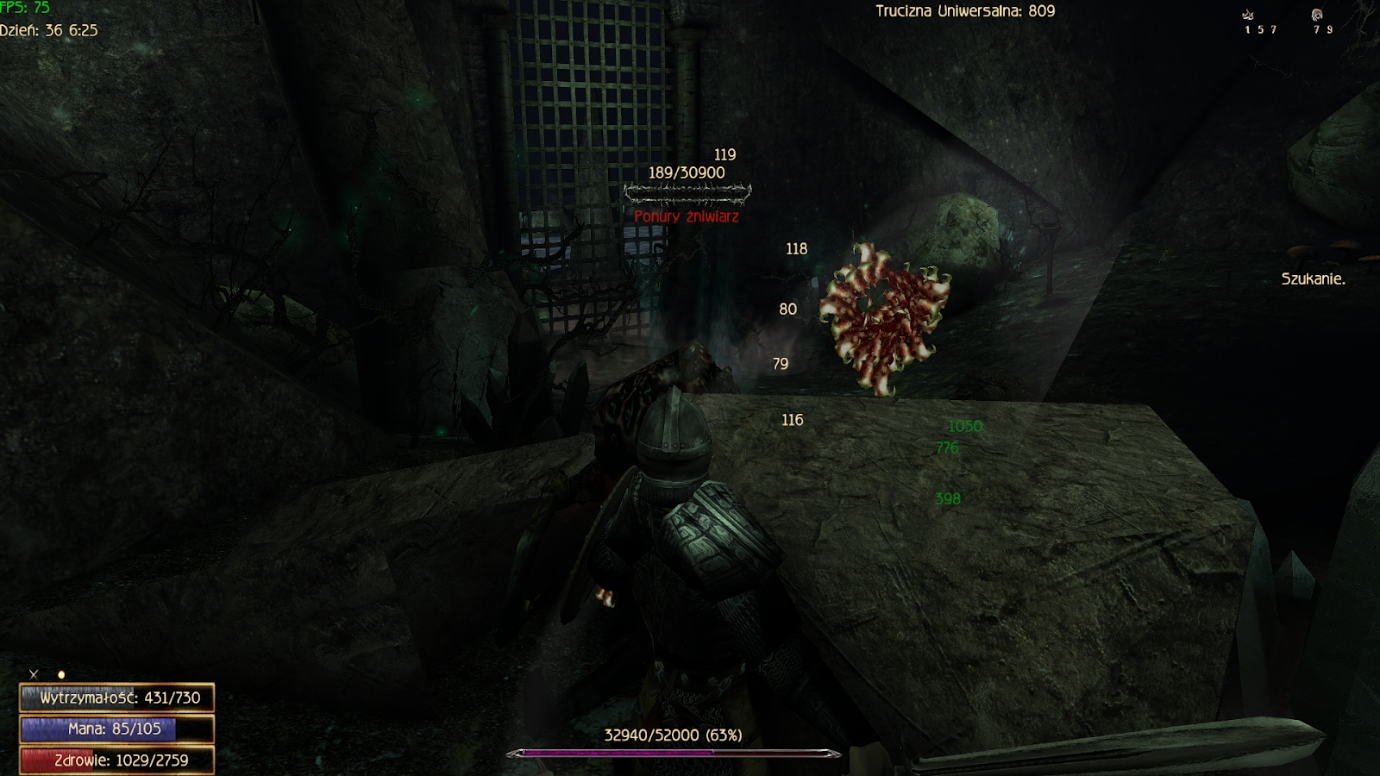 FPS: 75
Dzień: 36 6:25
Trucizna Uniwersalna: 809
157
79
119
189/30900
Ponury żniwiarz
118
Szukanie.
80
79
116
1050
776
398
Wytrzymałość: 431/730
Mana: 85/105
Zdrowie: 1029/2759
32940/52000 (63%)